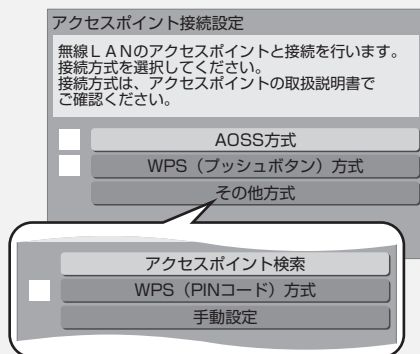 アクセスポイント接続設定
無線ＬＡＮのアクセスポイントと接続を行います。
接続方式を選択してください。
接続方式は、アクセスポイントの取扱説明書で
ご確認ください。
AOSS方式
WPS（プッシュボタン）方式
その他方式
アクセスポイント検索
WPS（PINコード）方式
手動設定